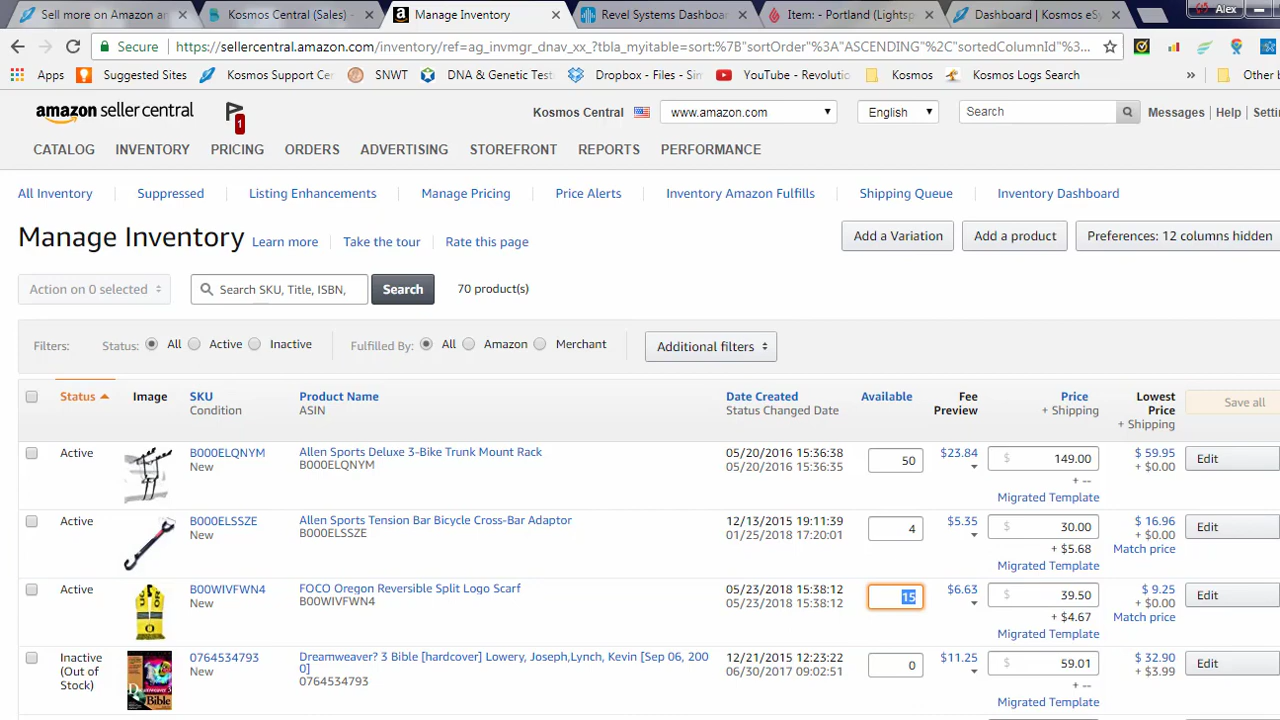 Sell more on Amazon ar
Kosmos Central (Sales) -
Manage Inventory
Revel Systems Dashboar
Item: - Portland (Lightsp
Dashboard | Kosmos eSy
Alex
Secure
https://sellercentral.amazon.com/inventory/ref=ag_invmgr_dnav_xx_?tbla_myitable=sort:%7B"sortOrder"%3A"ASCENDING"%2C"sortedColumnId"%...
Apps
Suggested Sites
Kosmos Support Ce
SNWT
DNA & Genetic Test
Dropbox - Files - Sim
YouTube - Revolutio
Kosmos
Kosmos Logs Search
»
Other b
amazon seller central
1
Kosmos Central
www.amazon.com
English
Search
Messages | Help | Setti
CATALOG INVENTORY PRICING ORDERS ADVERTISING STOREFRONT REPORTS PERFORMANCE
All Inventory Suppressed Listing Enhancements Manage Pricing Price Alerts Inventory Amazon Fulfills Shipping Queue Inventory Dashboard
Manage Inventory Learn more Take the tour Rate this page
Add a Variation Add a product Preferences: 12 columns hidden
Action on 0 selected Search SKU, Title, ISBN, Search 70 product(s)
Filters: Status: All Active Inactive Fulfilled By: All Amazon Merchant Additional filters
Status Image SKU Product Name Date Created Available Fee Price Lowest
Condition ASIN Status Changed Date Preview + Shipping Price Save all
+ Shipping
Active B000ELQNYM Allen Sports Deluxe 3-Bike Trunk Mount Rack 05/20/2016 15:36:38 50 $23.84 $ 149.00 $ 59.95 Edit
New B000ELQNYM 05/20/2016 15:36:35 + $0.00
+ --
Migrated Template
Active B000ELSSZE Allen Sports Tension Bar Bicycle Cross-Bar Adaptor 12/13/2015 19:11:39 4 $5.35 $ 30.00 $ 16.96 Edit
New B000ELSSZE 01/25/2018 17:20:01 + $0.00
+ $5.68 Match price
Migrated Template
Active B00WIVFWN4 FOCO Oregon Reversible Split Logo Scarf 05/23/2018 15:38:12 15 $6.63 $ 39.50 $ 9.25 Edit
New B00WIVFWN4 05/23/2018 15:38:12 + $0.00
+ $4.67 Match price
Migrated Template
Inactive 0764534793 Dreamweaver? 3 Bible [hardcover] Lowery, Joseph,Lynch, Kevin [Sep 06, 200 12/21/2015 12:23:22 0 $11.25 $ 59.01 $ 32.90 Edit
(Out of New 0] 06/30/2017 09:02:51 + $3.99
Stock) 0764534793 + --
Migrated Template